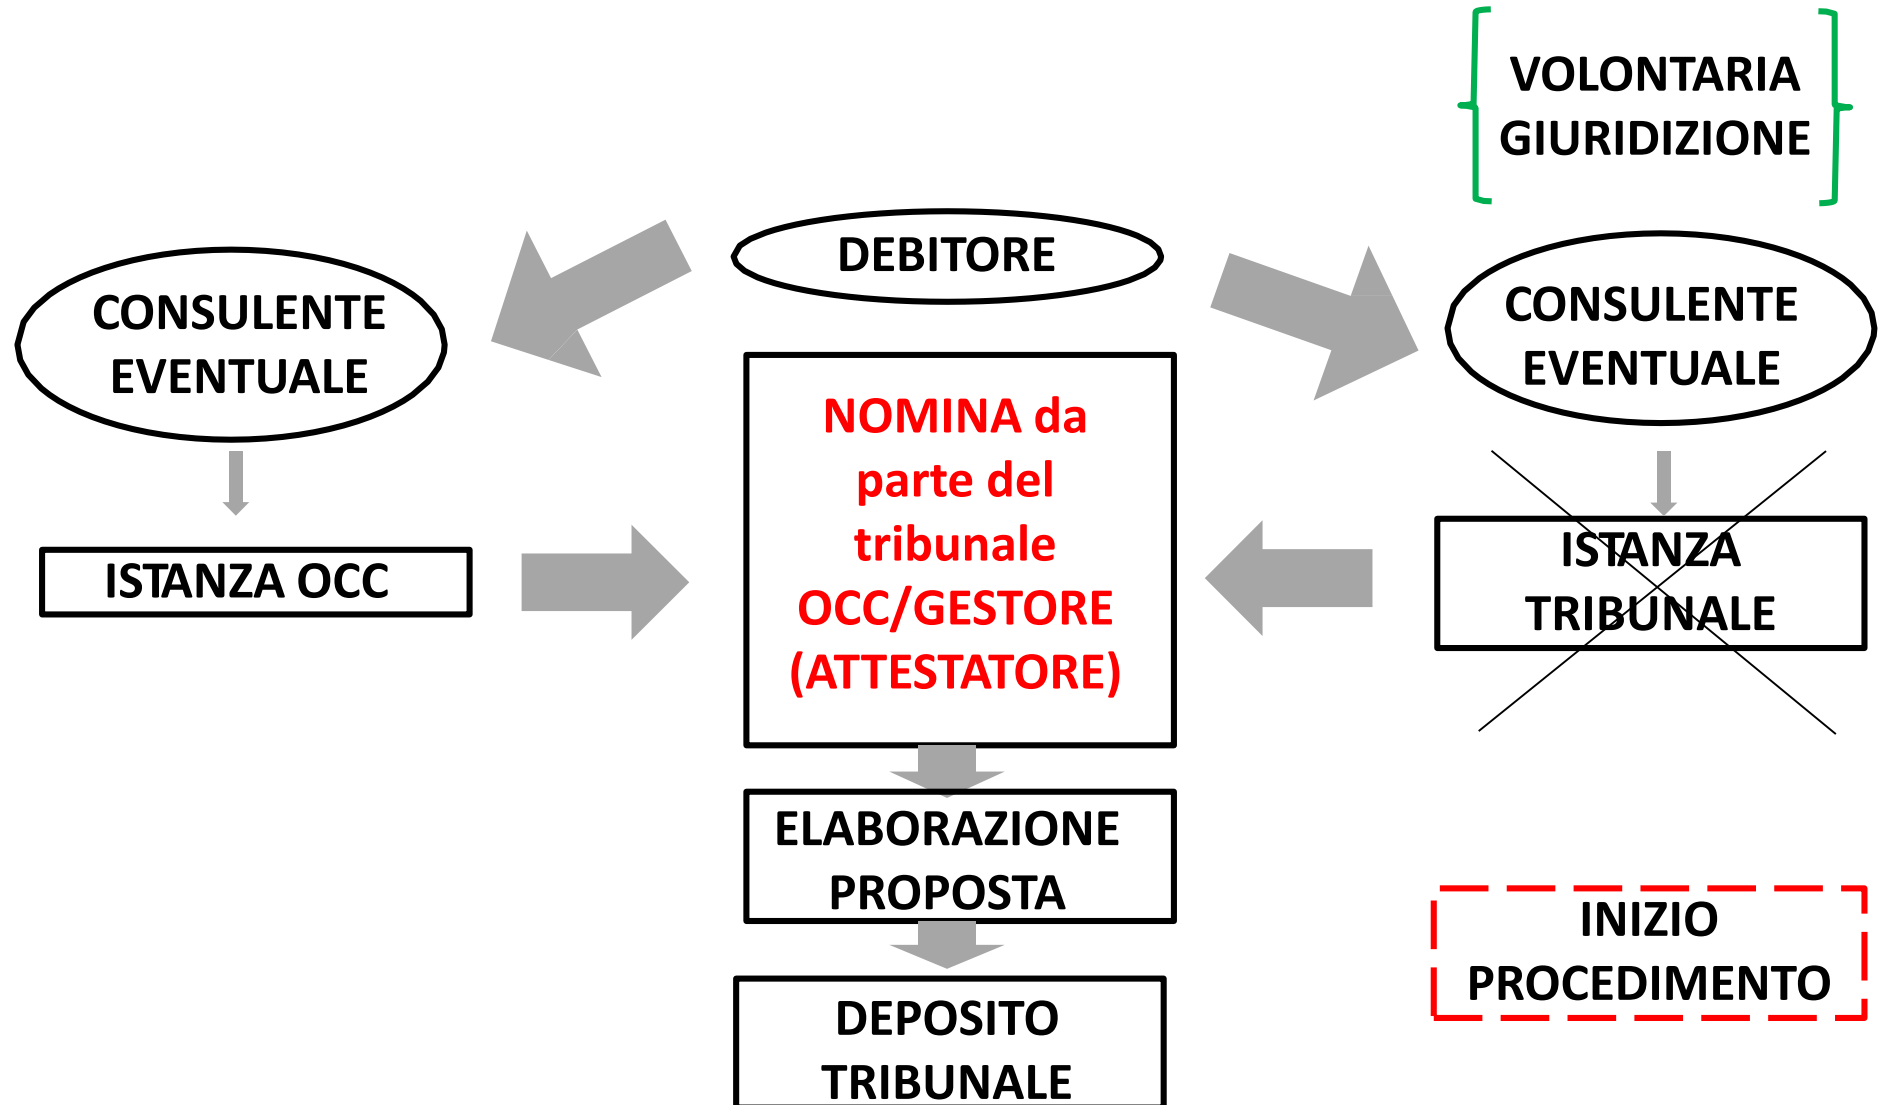 VOLONTARIA
GIURIDIZIONE
DEBITORE
CONSULENTE
EVENTUALE
CONSULENTE
EVENTUALE
NOMINA da
parte del
tribunale
OCC/GESTORE
(ATTESTATORE)
ISTANZA OCC
ISTANZA
TRIBUNALE
ELABORAZIONE
PROPOSTA
INIZIO
PROCEDIMENTO
DEPOSITO
TRIBUNALE